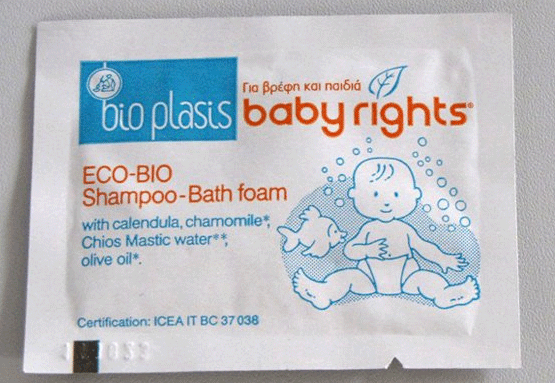 bio plasis
Για βρέφη και παιδιά
baby rights®
ECO-BIO
Shampoo-Bath foam
with calendula, chamomile*,
Chios Mastic water**,
olive oil*.
Certification: ICEA IT BC 37 038